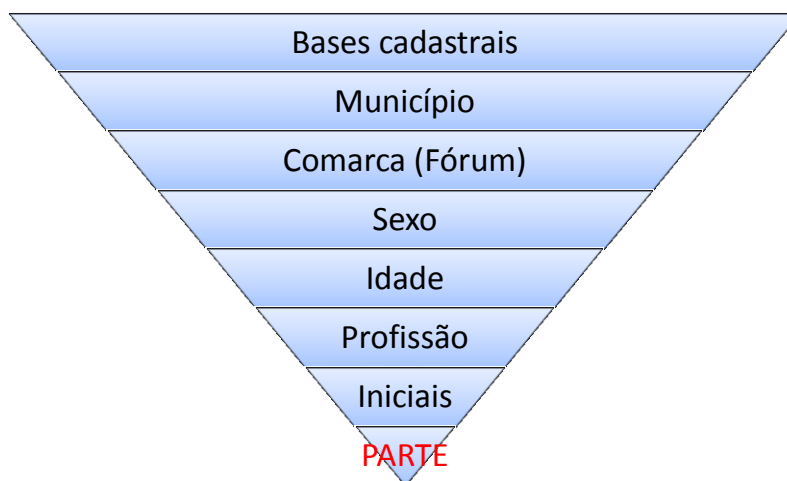 Bases cadastrais
Município
Comarca (Fórum)
Sexo
Idade
Profissão
Iniciais
PARTE